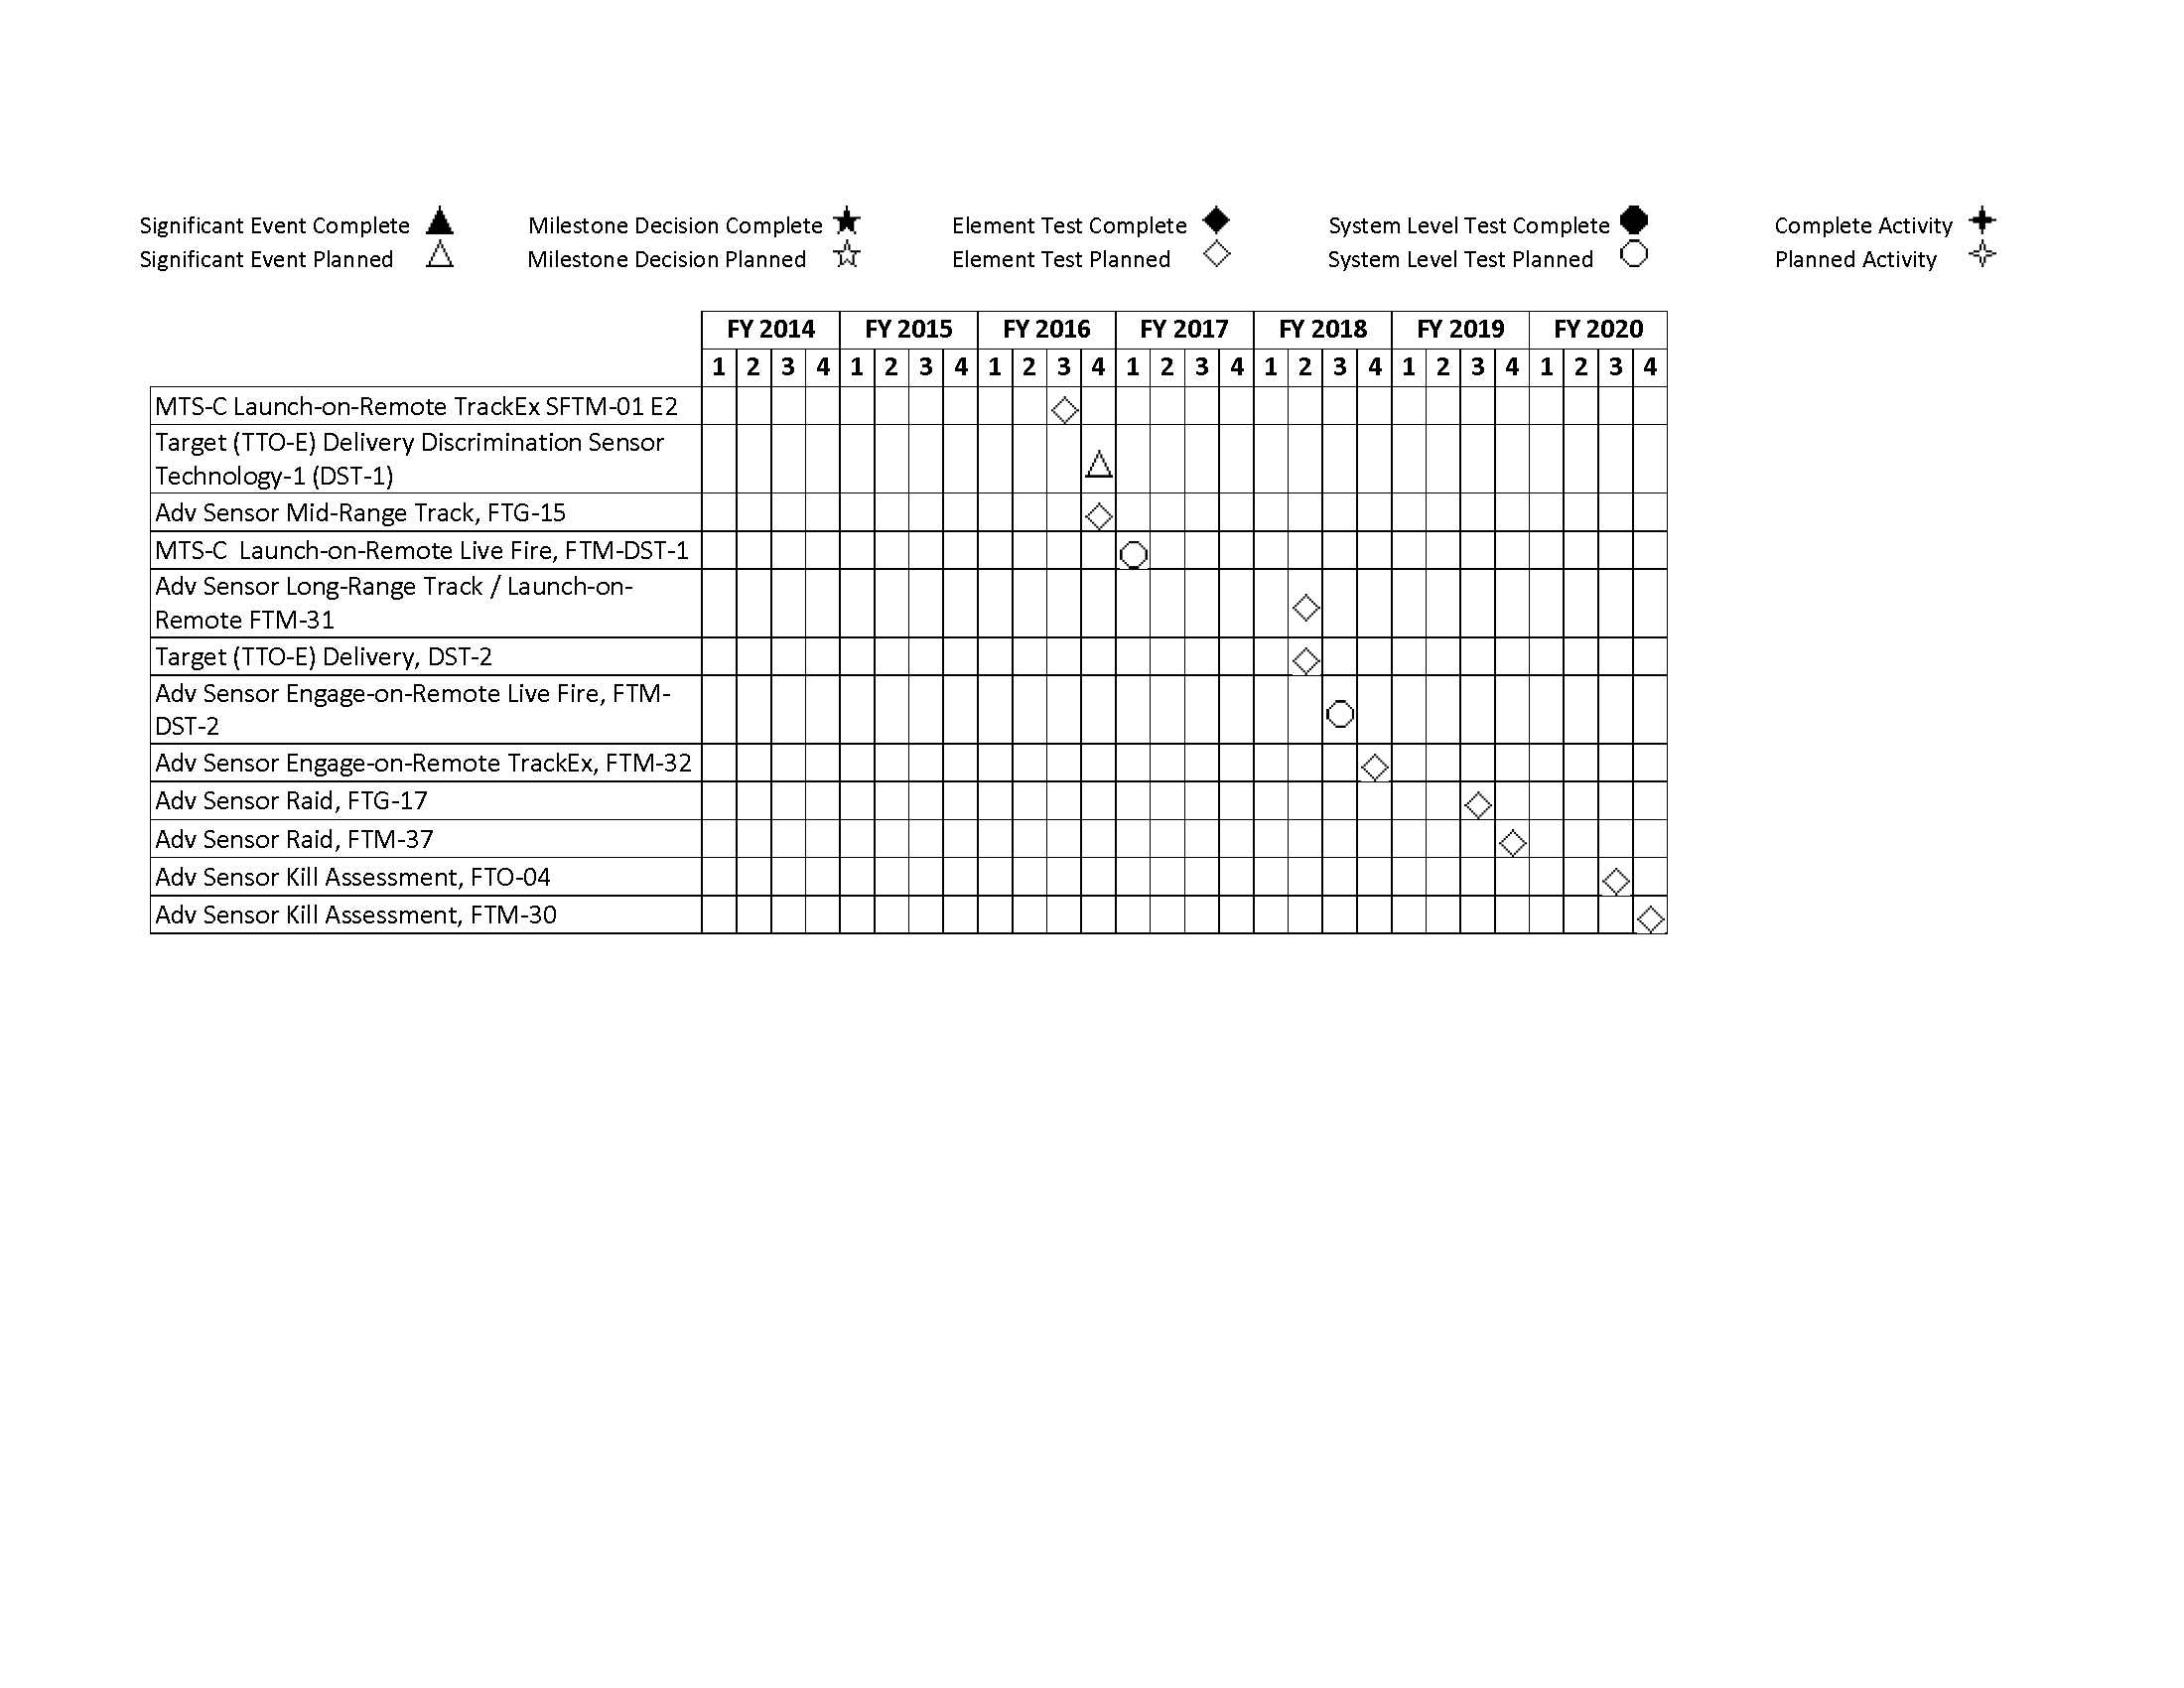 Significant Event Complete Milestone Decision Complete Element Test Complete System Level Test Complete Complete Activity
Significant Event Planned Milestone Decision Planned Element Test Planned System Level Test Planned Planned Activity
FY 2014 FY 2015 FY 2016 FY 2017 FY 2018 FY 2019 FY 2020
1 2 3 4 1 2 3 4 1 2 3 4 1 2 3 4 1 2 3 4 1 2 3 4 1 2 3 4
MTS-C Launch-on-Remote TrackEx SFTM-01 E2
Target (TTO-E) Delivery Discrimination Sensor
Technology-1 (DST-1)
Adv Sensor Mid-Range Track, FTG-15
MTS-C Launch-on-Remote Live Fire, FTM-DST-1
Adv Sensor Long-Range Track / Launch-on-
Remote FTM-31
Target (TTO-E) Delivery, DST-2
Adv Sensor Engage-on-Remote Live Fire, FTM-
DST-2
Adv Sensor Engage-on-Remote TrackEx, FTM-32
Adv Sensor Raid, FTG-17
Adv Sensor Raid, FTM-37
Adv Sensor Kill Assessment, FTO-04
Adv Sensor Kill Assessment, FTM-30